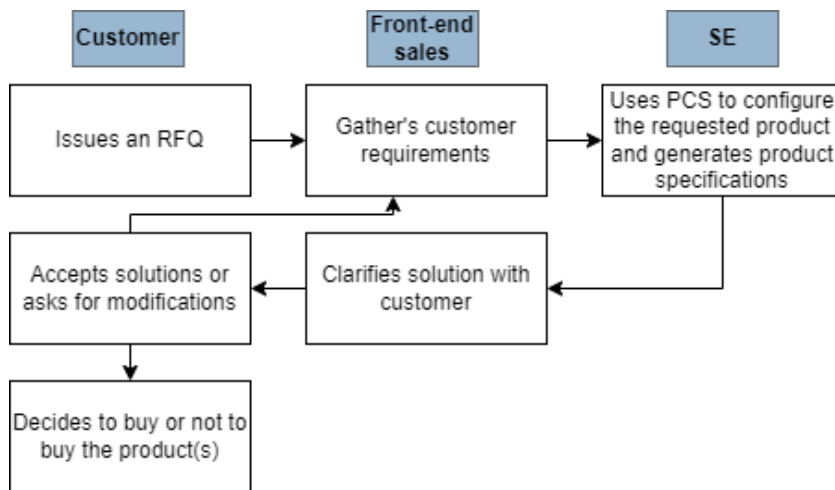 Customer
Front-end
sales
SE
Issues an RFQ
Gather's customer
requirements
Uses PCS to configure
the requested product
and generates product
specifications
Accepts solutions or
asks for modifications
Clarifies solution with
customer
Decides to buy or not to
buy the product(s)